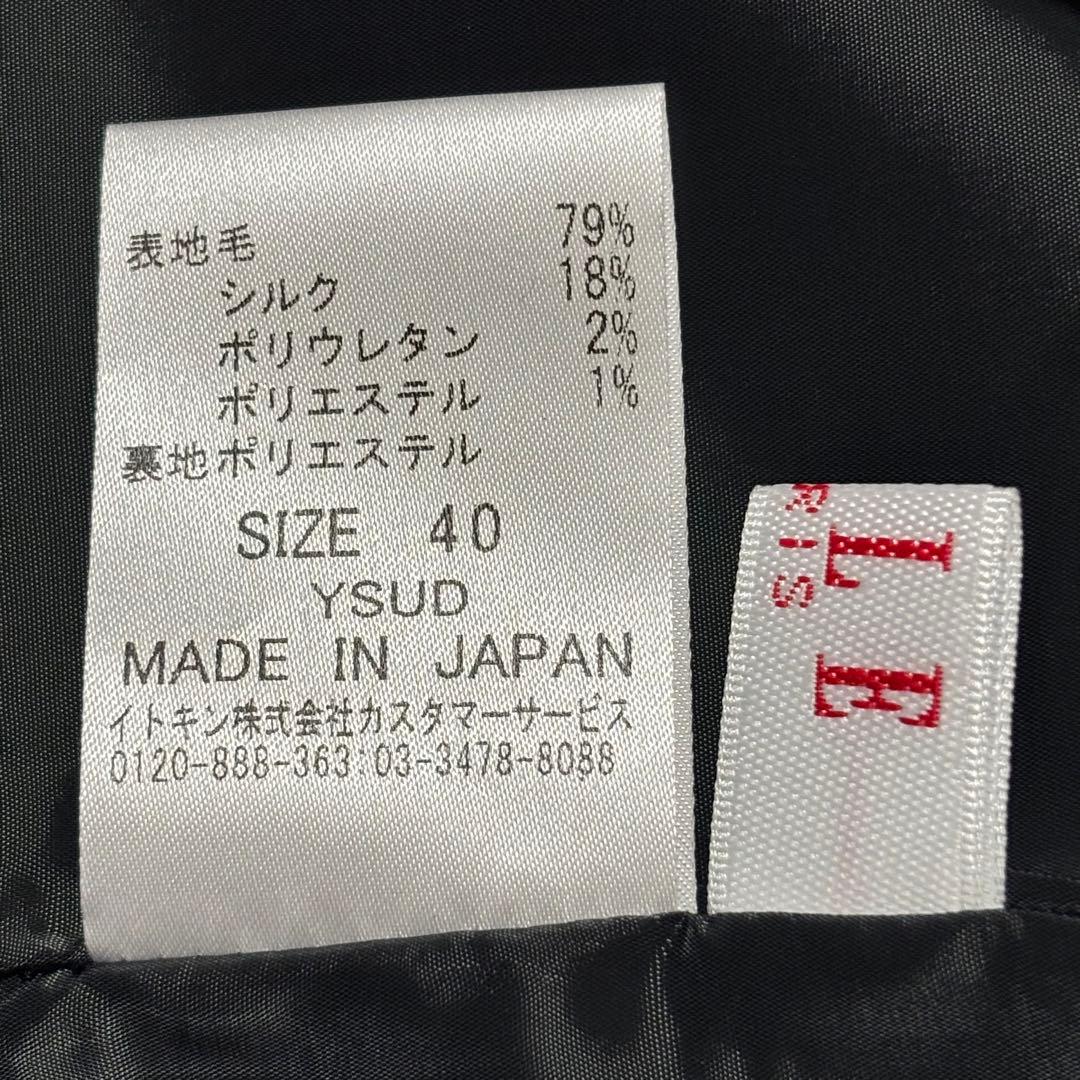 表地毛 79%
シルク 18%
ポリウレタン 2%
ポリエステル 1%
裏地ポリエステル
SIZE 40
YSUD
MADE IN JAPAN
イトキン株式会社カスタマーサービス
0120-888-363:03-3478-8088
LE